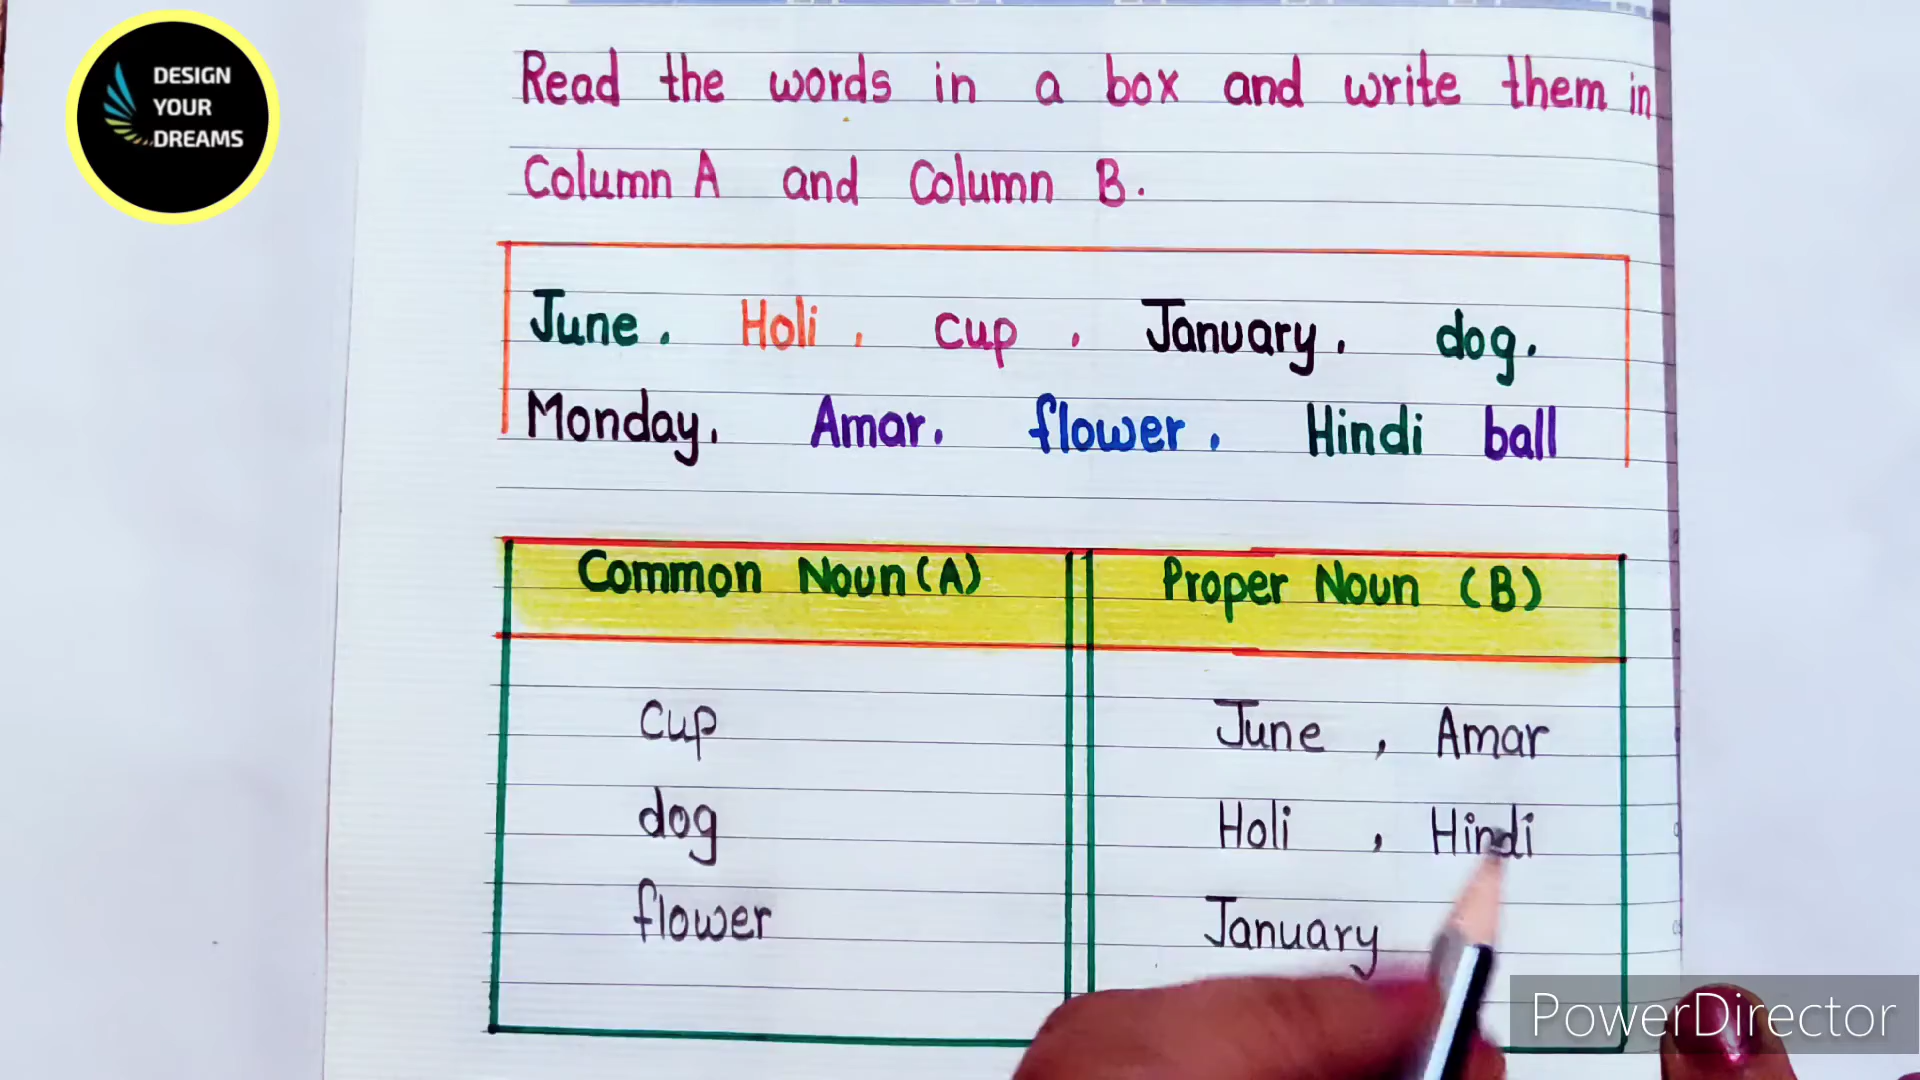 DESIGN
YOUR
DREAMS
Read the words in a box and write them in
Column A and Column B.
June, Holi, cup, January, dog,
Monday, Amar, flower, Hindi ball
Common Noun (A) Proper Noun (B)
cup June, Amar
dog Holi, Hindi
flower January
PowerDirector